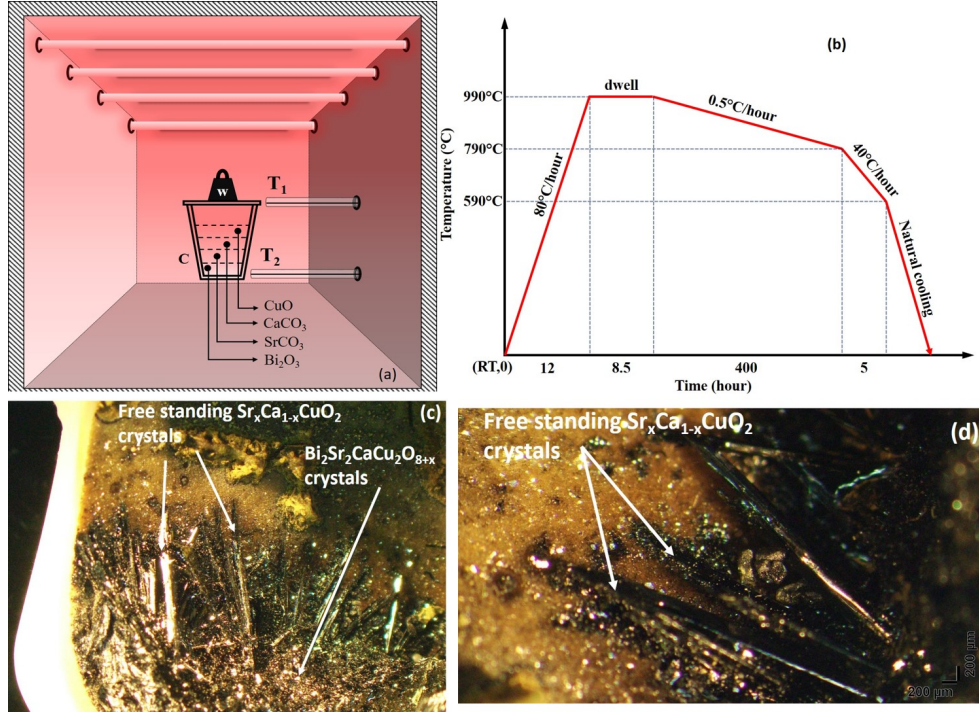 W
T₁
C
T₂
CuO
CaCO₃
SrCO₃
Bi₂O₃
(a)
(b)
Temperature (°C)
990°C
790°C
590°C
80°C/hour
dwell
0.5°C/hour
40°C/hour
Natural cooling
(RT,0)
12
8.5
400
5
Time (hour)
Free standing SrₓCa₁₋ₓCuO₂
crystals
(c)
Bi₂Sr₂CaCu₂O₈₊ₓ
crystals
Free standing SrₓCa₁₋ₓCuO₂
crystals
(d)
200 µm
200 µm